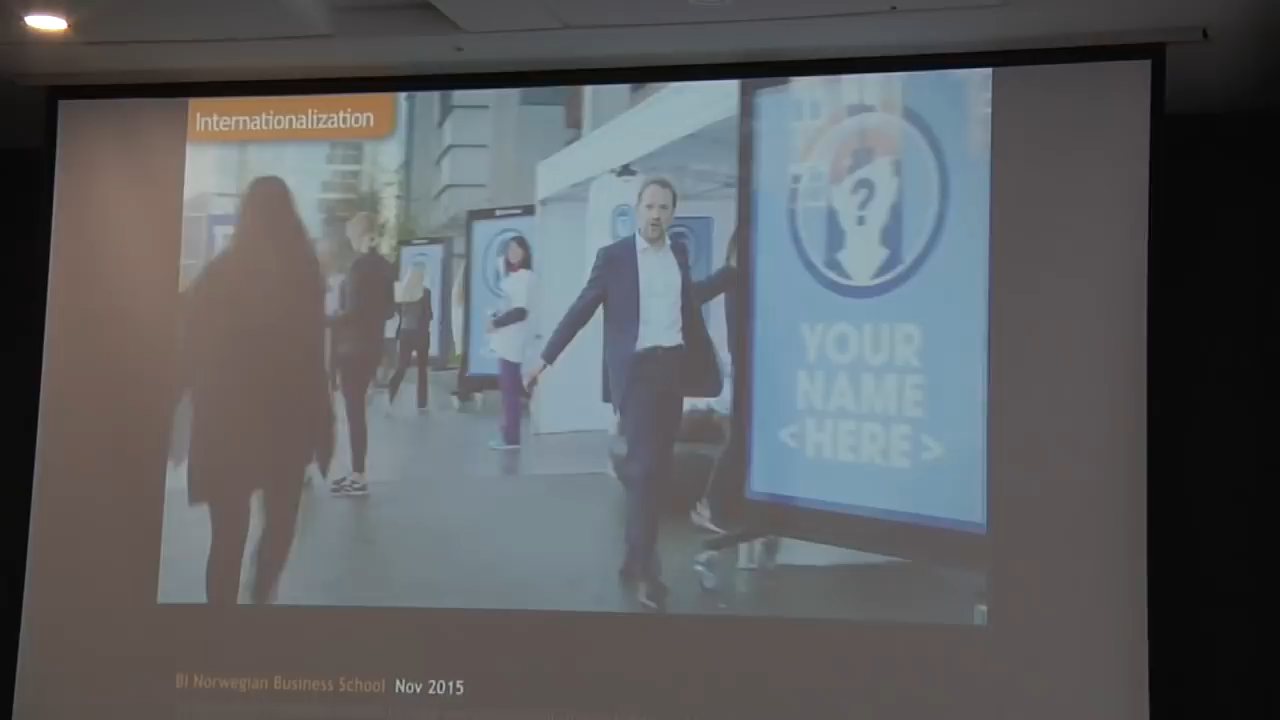 Internationalization
?
YOUR
NAME
<HERE>
BI Norwegian Business School Nov 2015